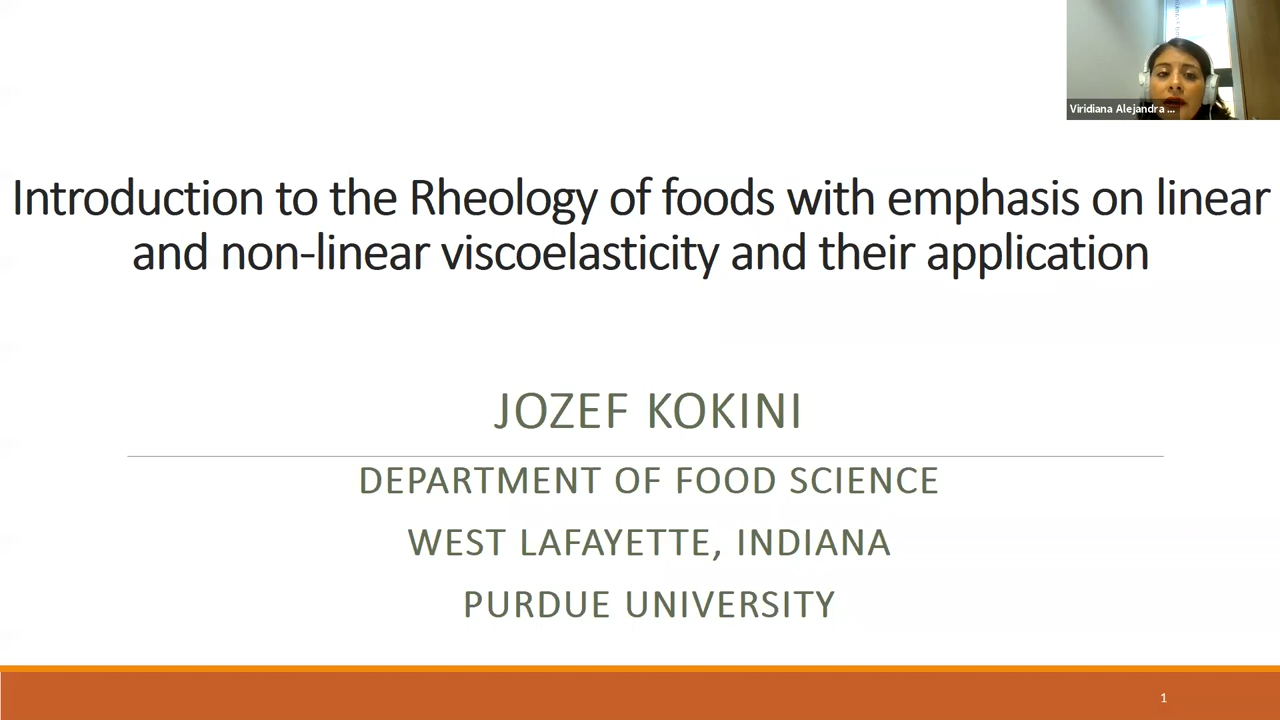 Viridiana Alejandra ...
Introduction to the Rheology of foods with emphasis on linear
and non-linear viscoelasticity and their application
JOZEF KOKINI
DEPARTMENT OF FOOD SCIENCE
WEST LAFAYETTE, INDIANA
PURDUE UNIVERSITY
1